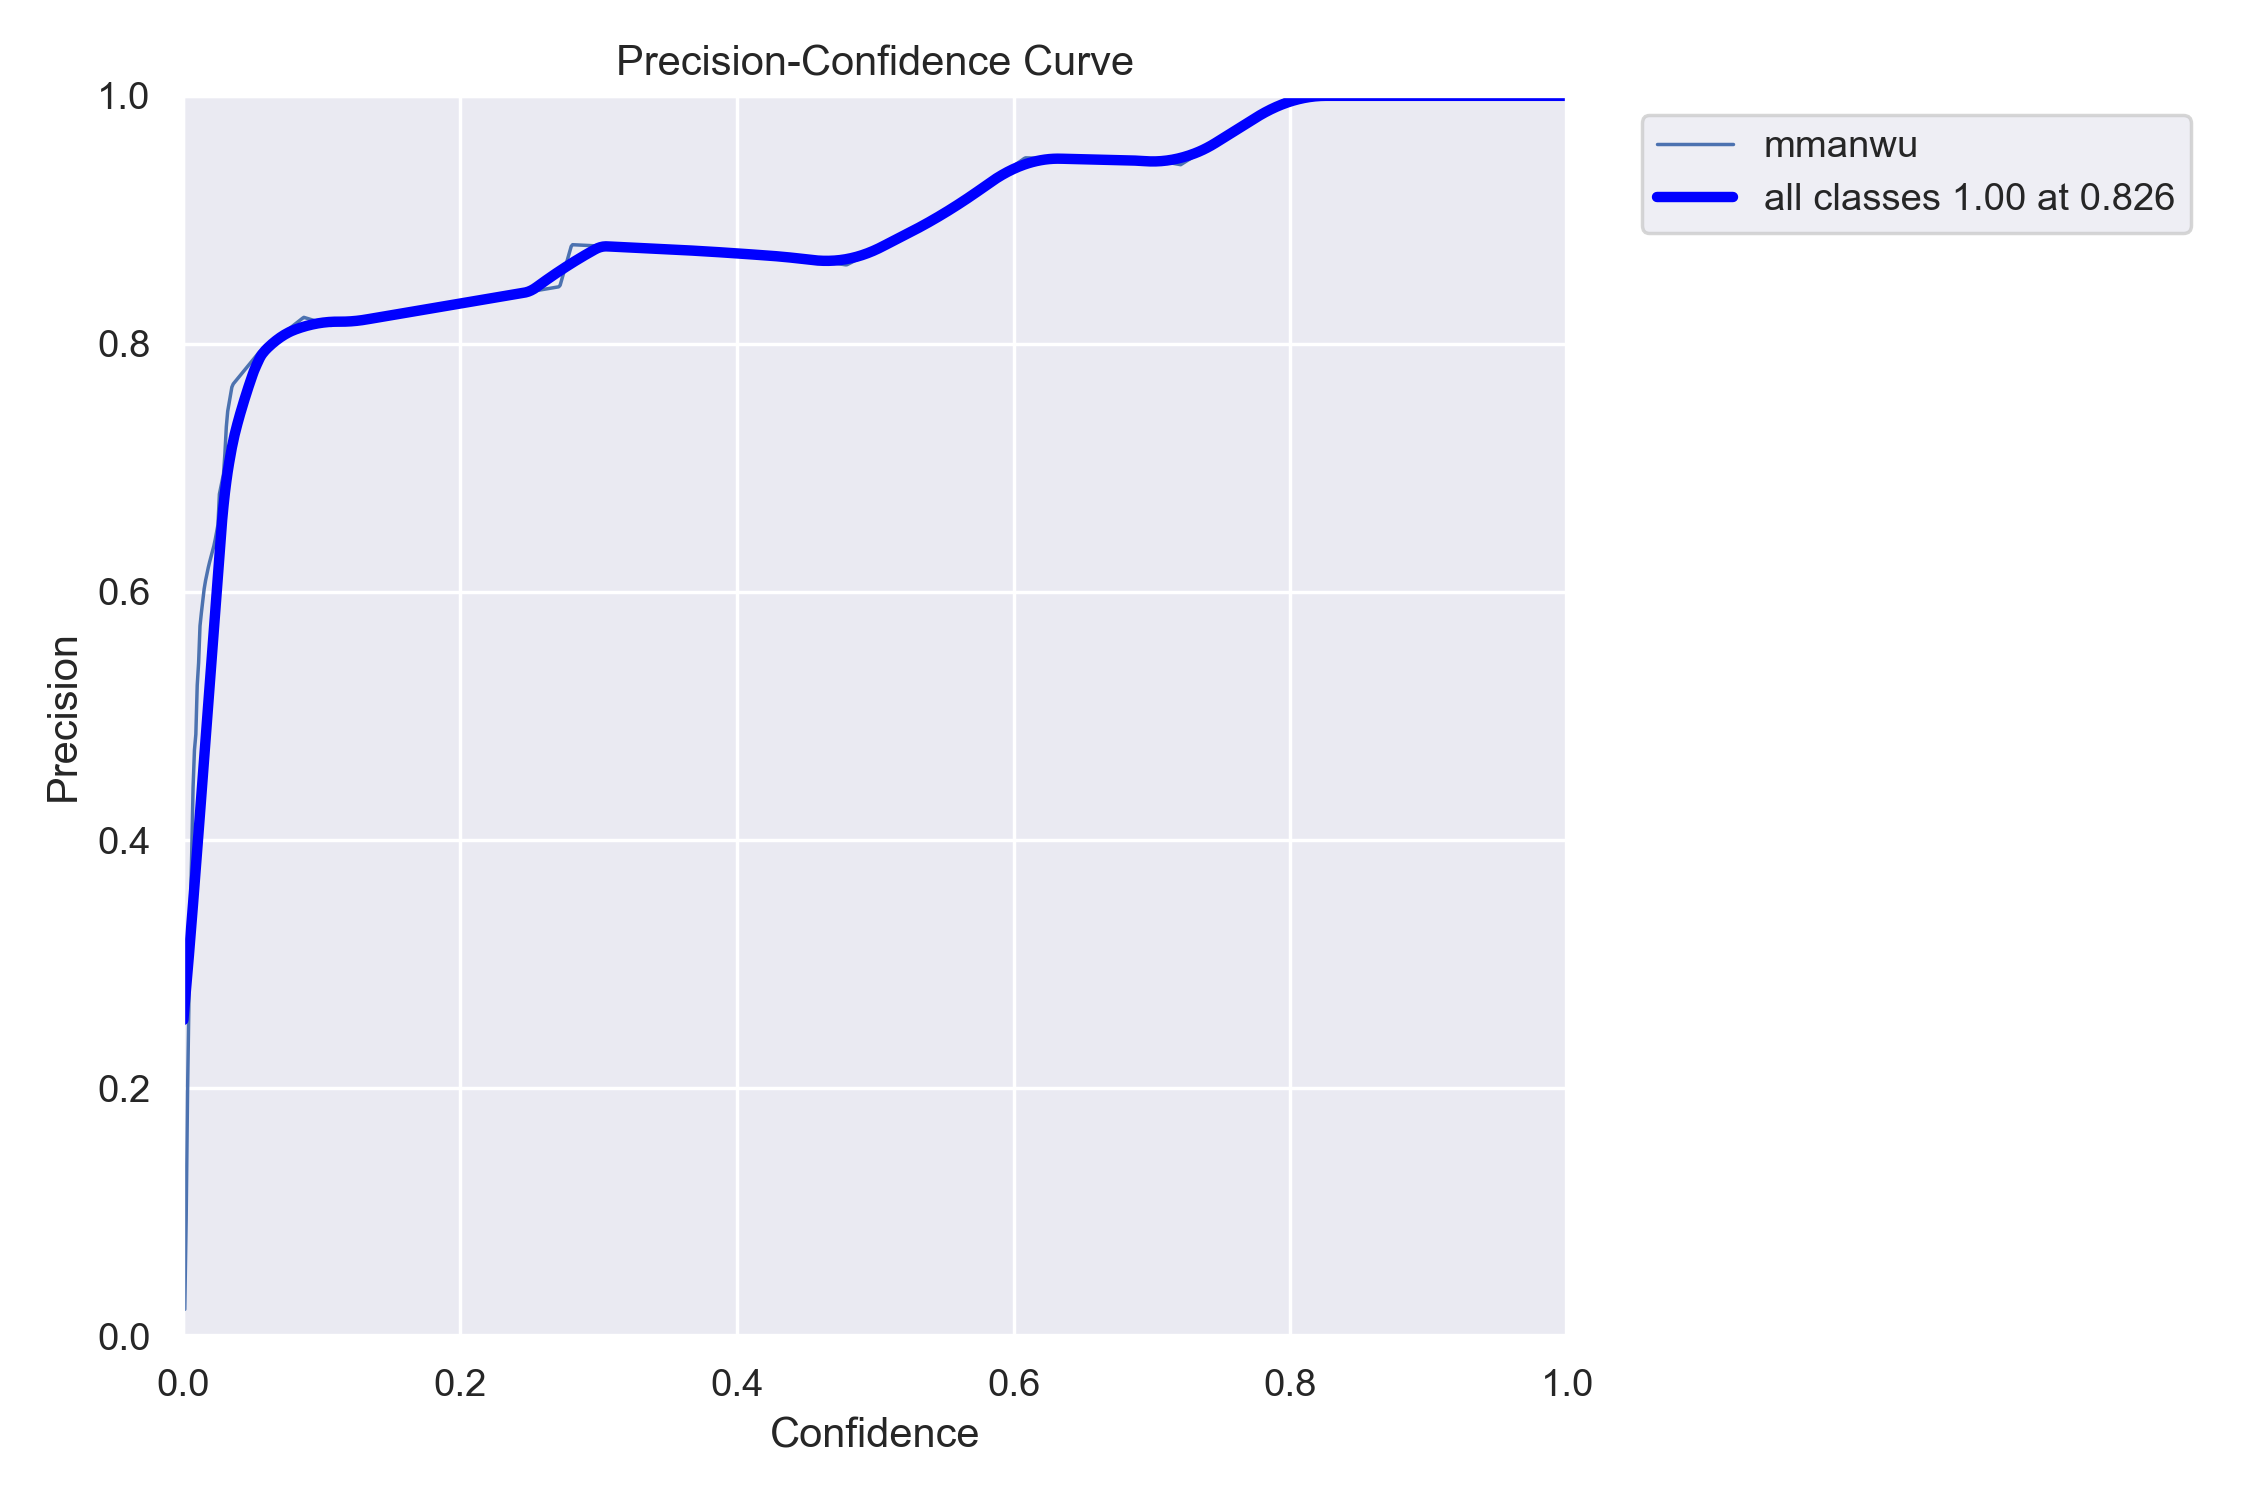 Precision-Confidence Curve
1.0
0.8
0.6
0.4
0.2
0.0
Precision
0.0 0.2 0.4 0.6 0.8 1.0
Confidence
mmanwu
all classes 1.00 at 0.826